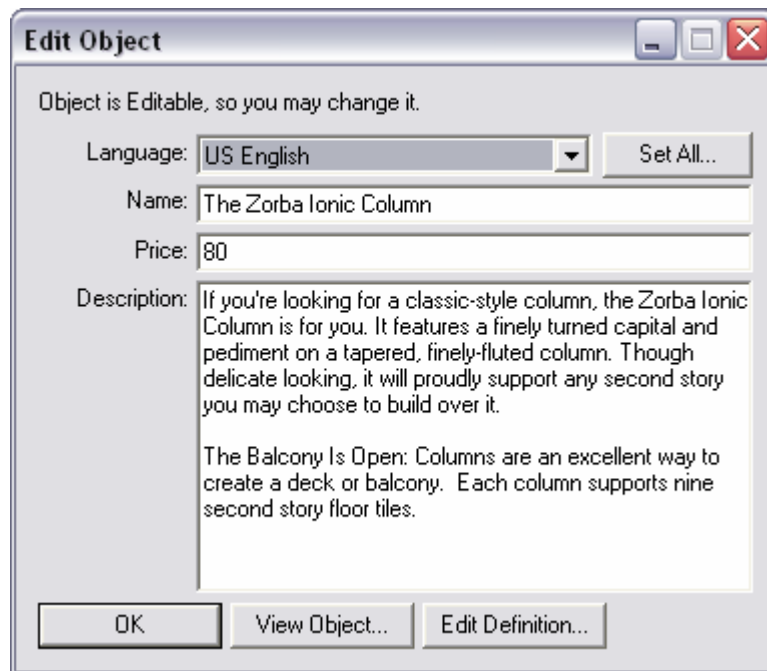 Edit Object
Object is Editable, so you may change it.
Language: US English Set All...
Name: The Zorba Ionic Column
Price: 80
Description: If you're looking for a classic-style column, the Zorba Ionic
Column is for you. It features a finely turned capital and
pediment on a tapered, finely-fluted column. Though
delicate looking, it will proudly support any second story
you may choose to build over it.
The Balcony Is Open: Columns are an excellent way to
create a deck or balcony.  Each column supports nine
second story floor tiles.
OK View Object... Edit Definition...